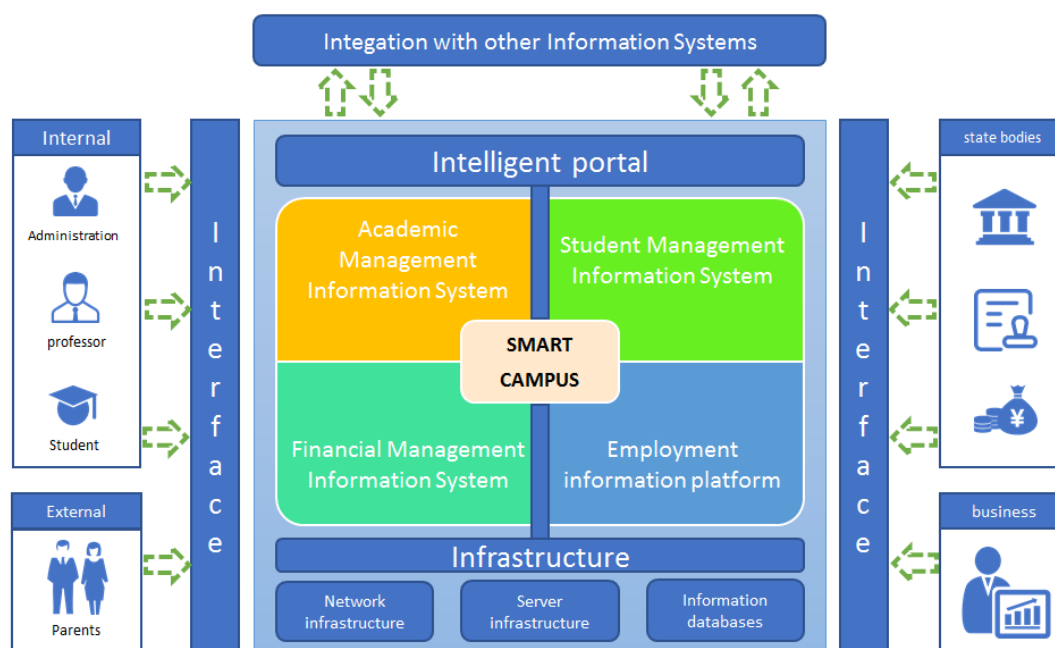 Integation with other Information Systems
Internal
Administration
professor
Student
External
Parents
Interface
Intelligent portal
Academic
Management
Information System
Student Management
Information System
SMART
CAMPUS
Financial Management
Information System
Employment
information platform
Infrastructure
Network
infrastructure
Server
infrastructure
Information
databases
Interface
state bodies
¥
business